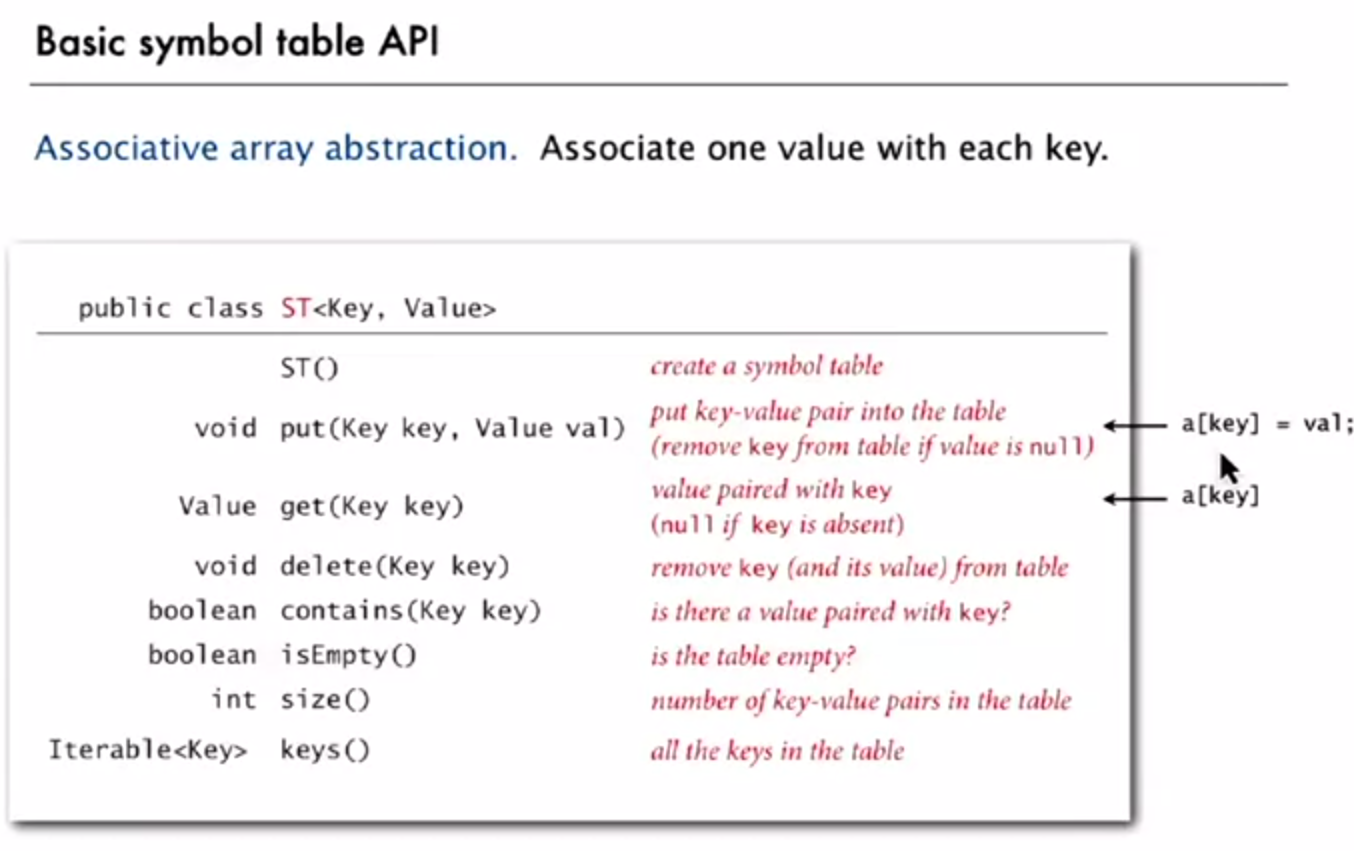 Basic symbol table API
Associative array abstraction. Associate one value with each key.
public class ST<Key, Value>
ST() create a symbol table
void put(Key key, Value val) put key-value pair into the table
(remove key from table if value is null)
a[key] = val;
Value get(Key key) value paired with key
(null if key is absent)
a[key]
void delete(Key key) remove key (and its value) from table
boolean contains(Key key) is there a value paired with key?
boolean isEmpty() is the table empty?
int size() number of key-value pairs in the table
Iterable<Key> keys() all the keys in the table